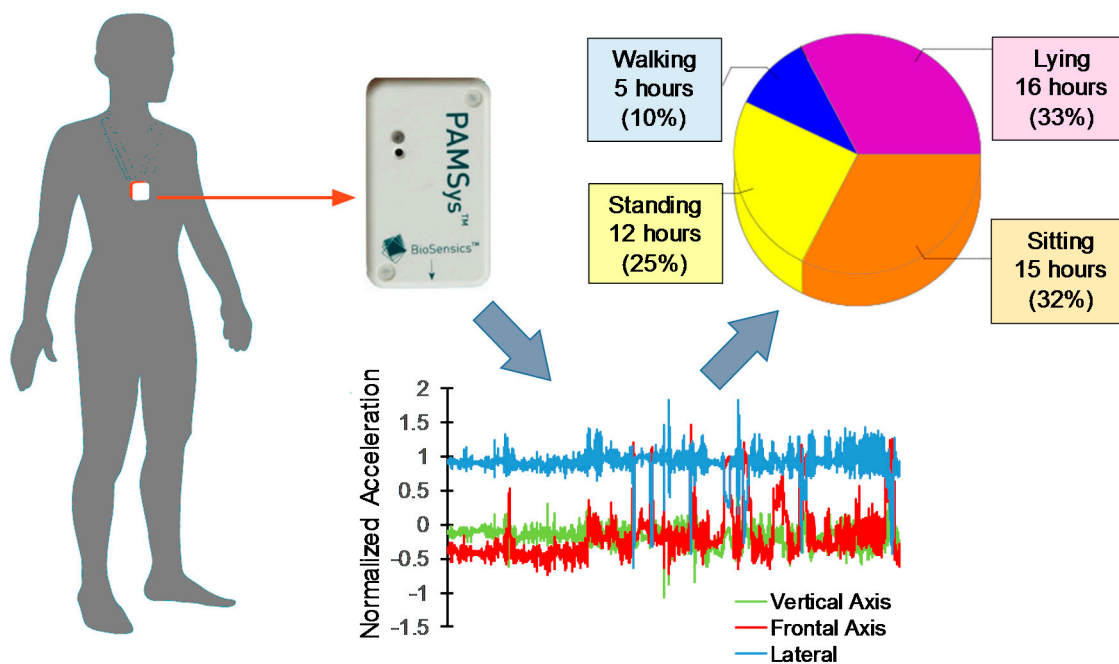 Walking
5 hours
(10%)
Lying
16 hours
(33%)
Standing
12 hours
(25%)
Sitting
15 hours
(32%)
PAMSys™
BioSensics™
Normalized Acceleration
2
1.5
1
0.5
0
–0.5
–1
–1.5
Vertical Axis
Frontal Axis
Lateral